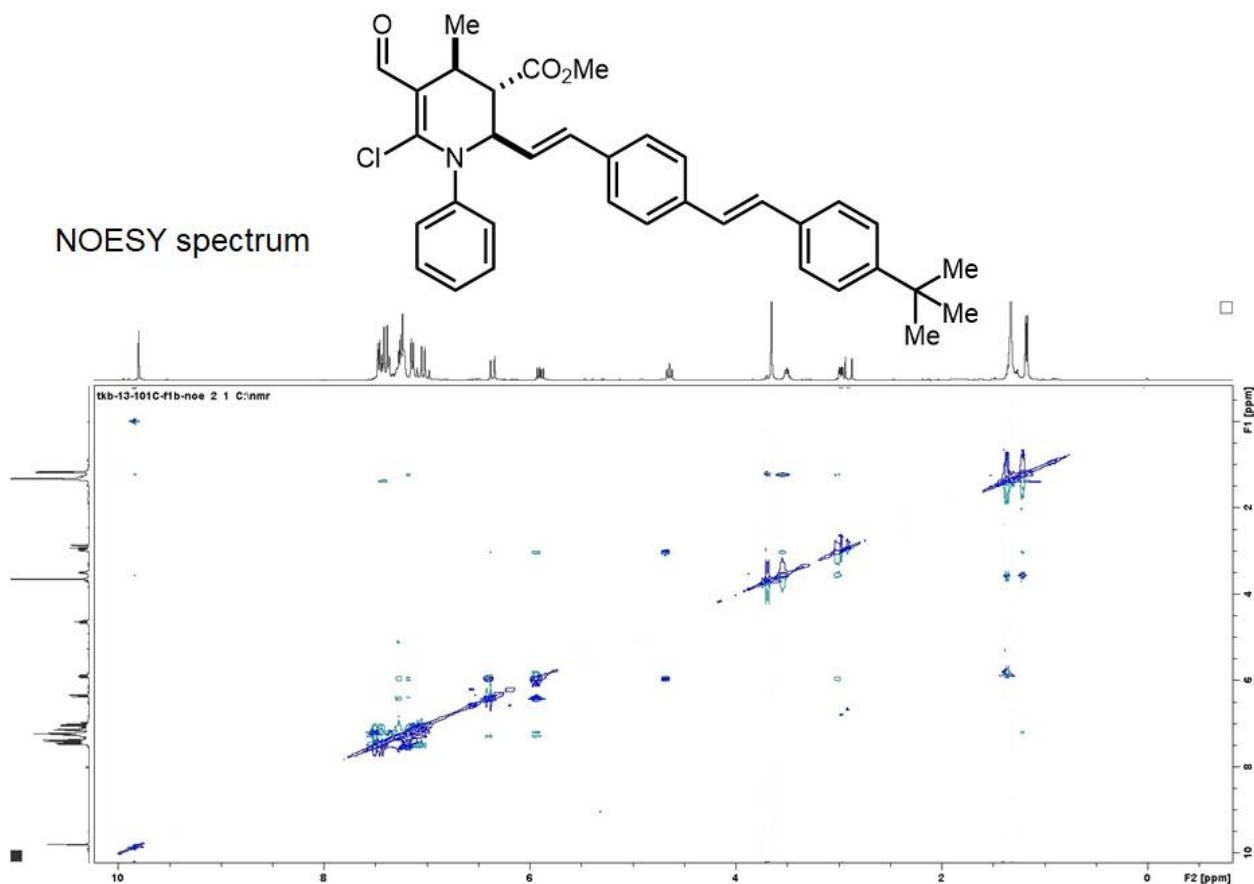 O
Me
CO₂Me
Cl
N
NOESY spectrum
Me
Me
Me
tkb-13-101C-f1b-noe 2 1 C:\nmr
F1 [ppm]
2
4
6
8
10
10
8
6
4
2
0
F2 [ppm]